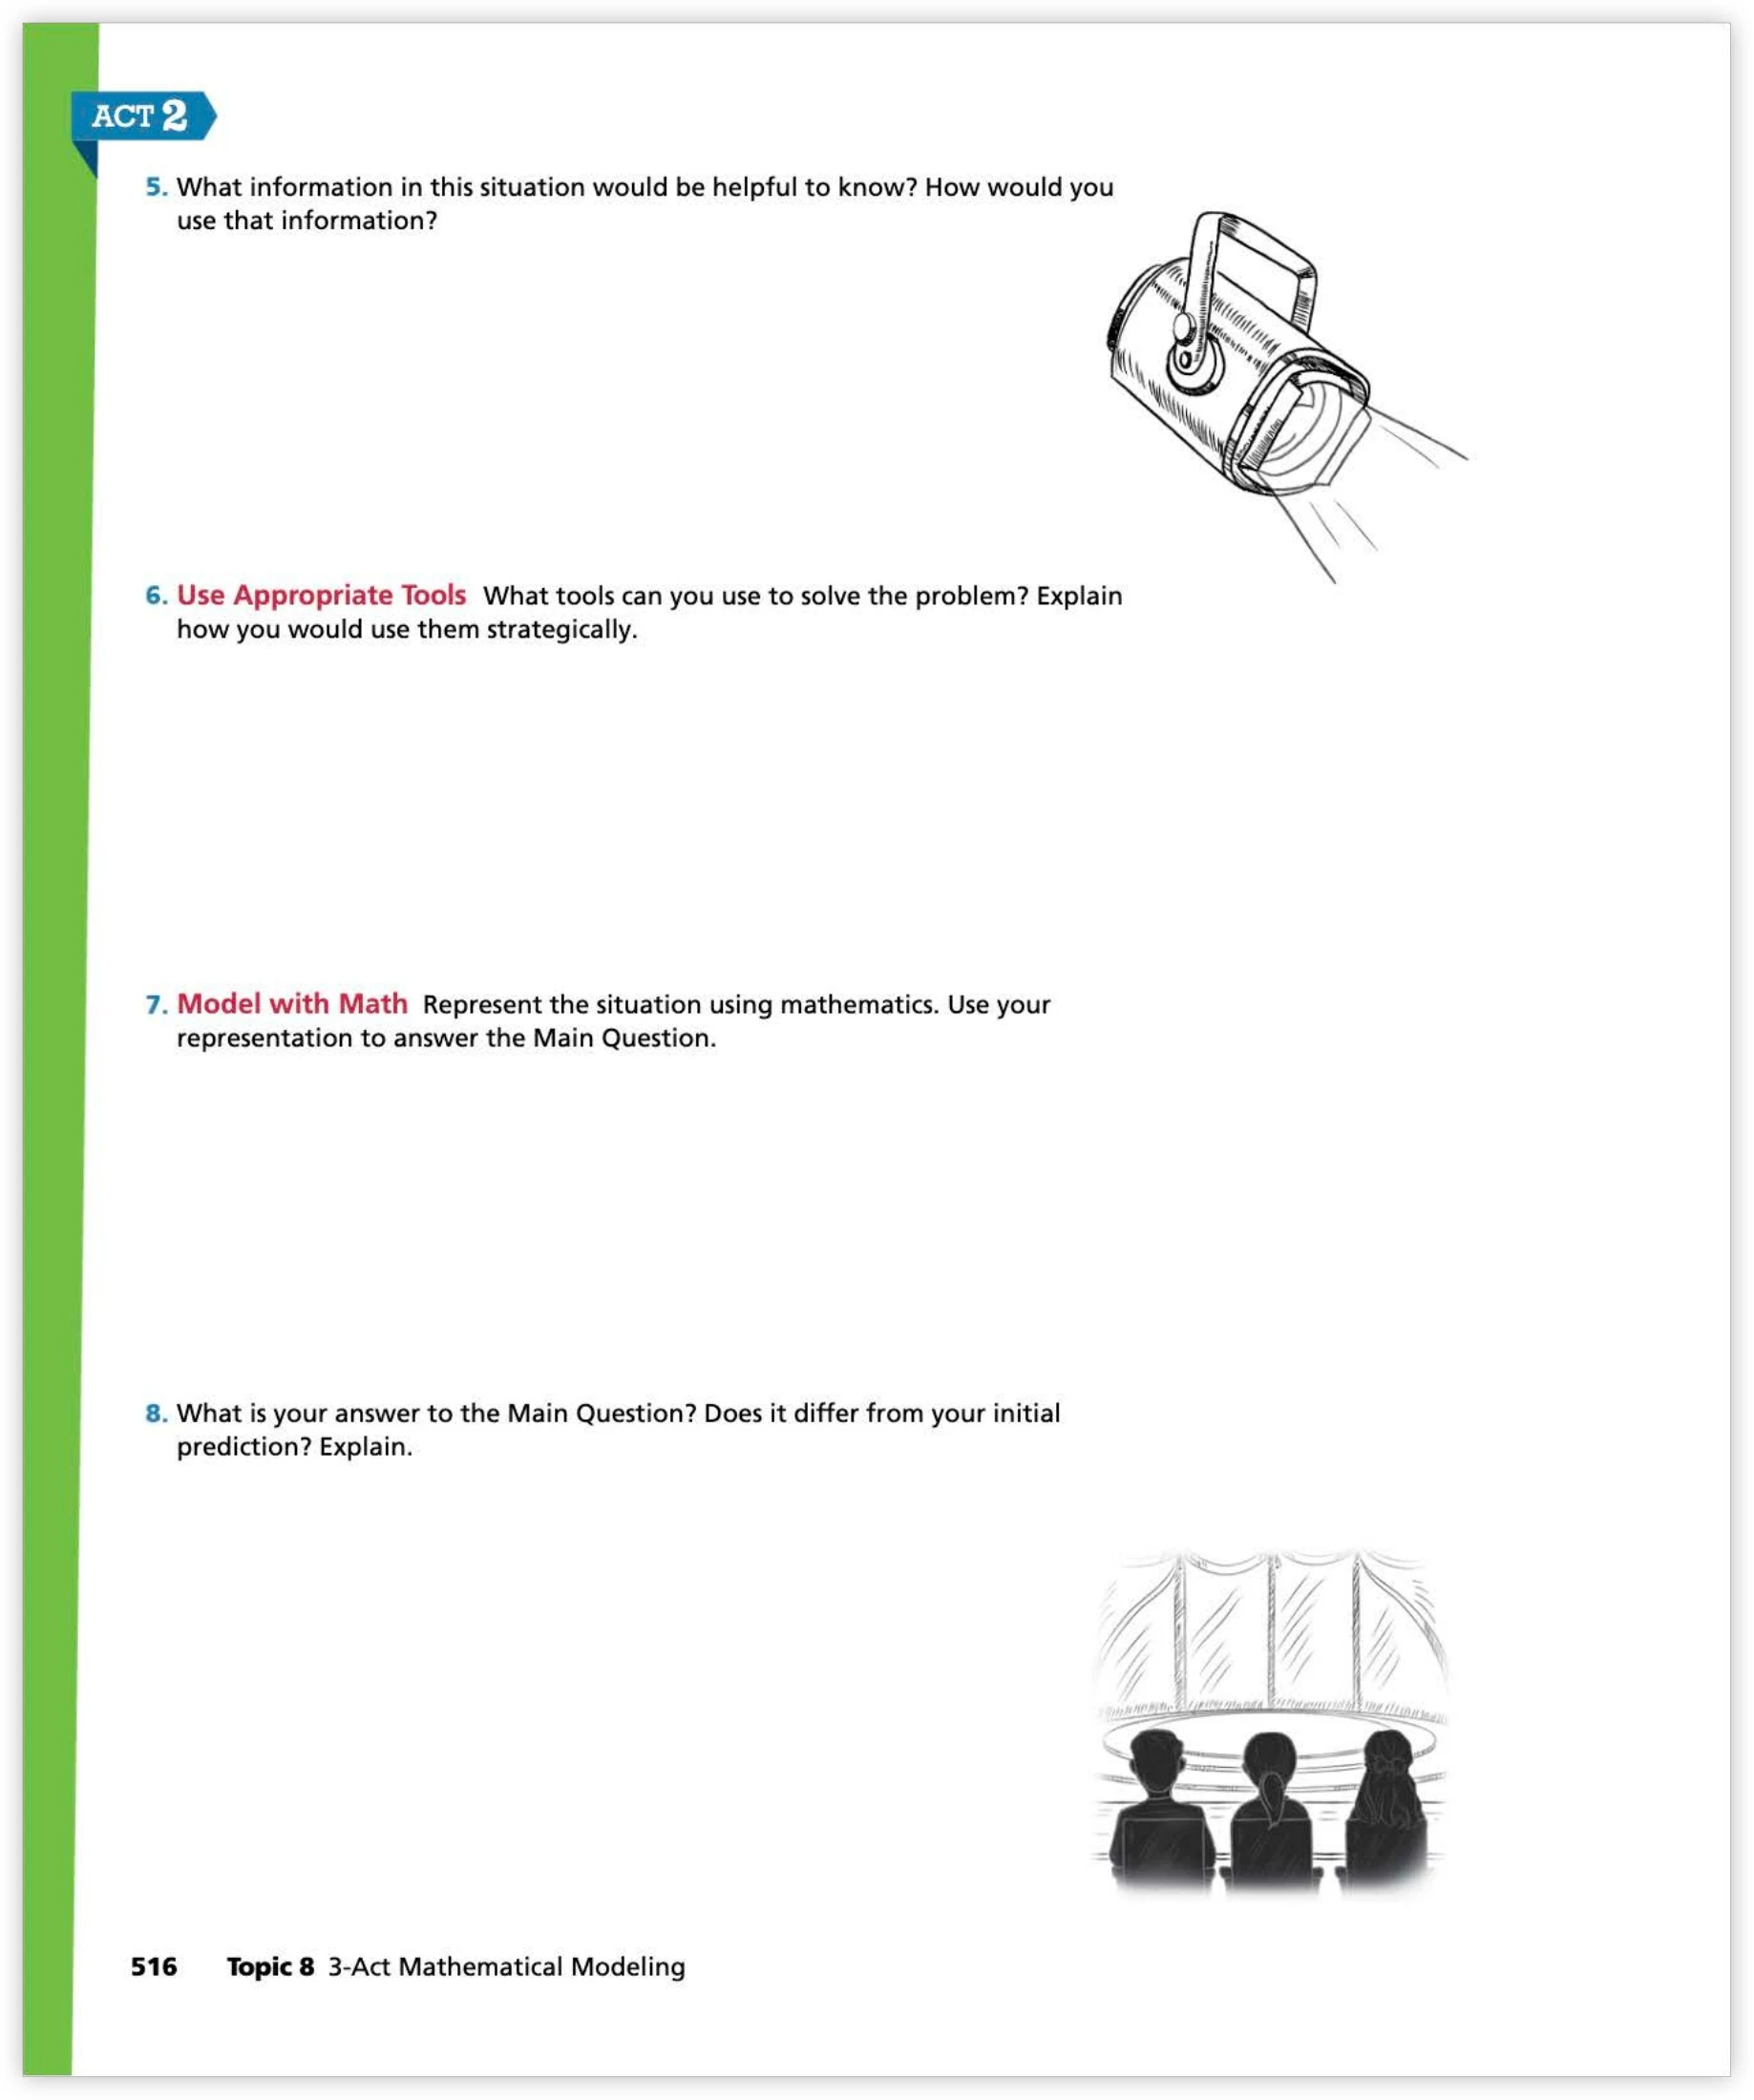 ACT 2
5. What information in this situation would be helpful to know? How would you
use that information?
6. Use Appropriate Tools What tools can you use to solve the problem? Explain
how you would use them strategically.
7. Model with Math Represent the situation using mathematics. Use your
representation to answer the Main Question.
8. What is your answer to the Main Question? Does it differ from your initial
prediction? Explain.
516 Topic 8 3-Act Mathematical Modeling